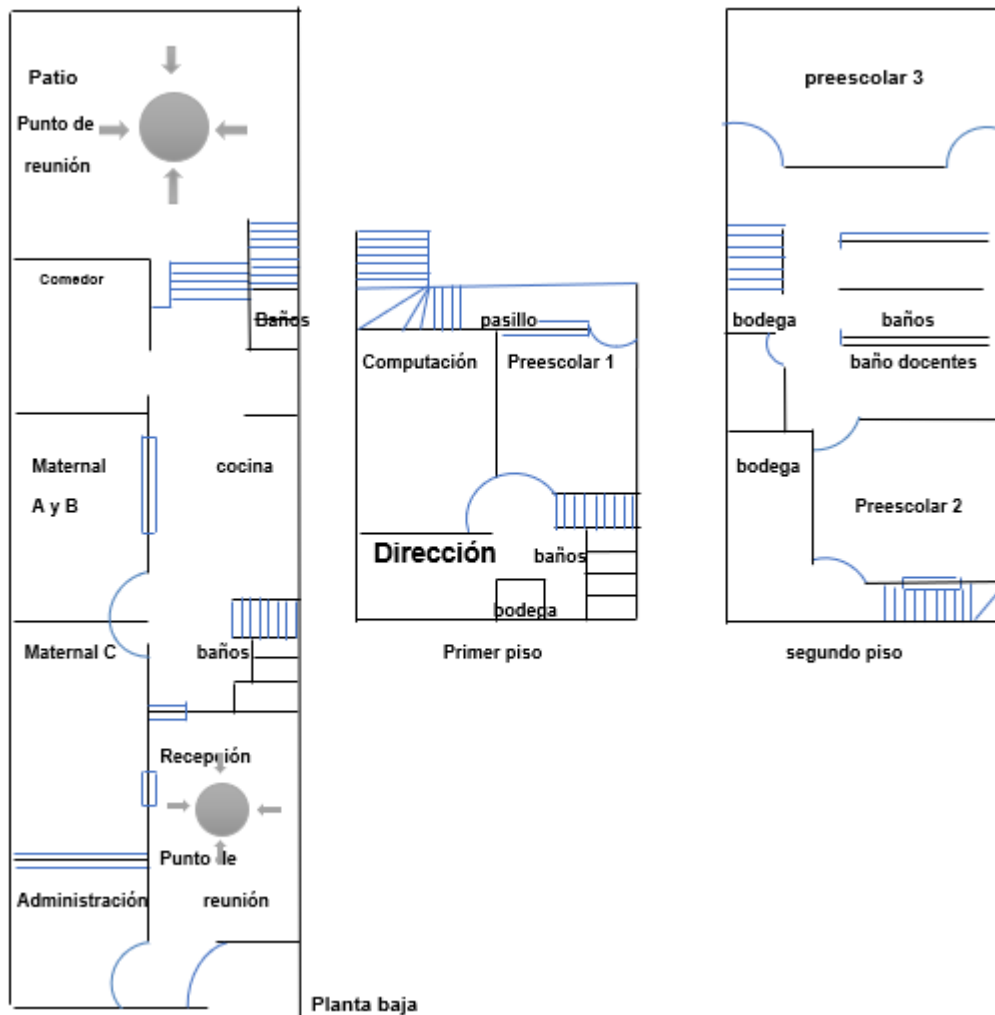 Patio
Punto de
reunión
Comedor
Baños
Maternal
A y B
cocina
Maternal C
baños
Recepción
Punto de
Administración
reunión
Planta baja
pasillo
Computación
Preescolar 1
Dirección
baños
bodega
Primer piso
preescolar 3
bodega
baños
baño docentes
bodega
Preescolar 2
segundo piso